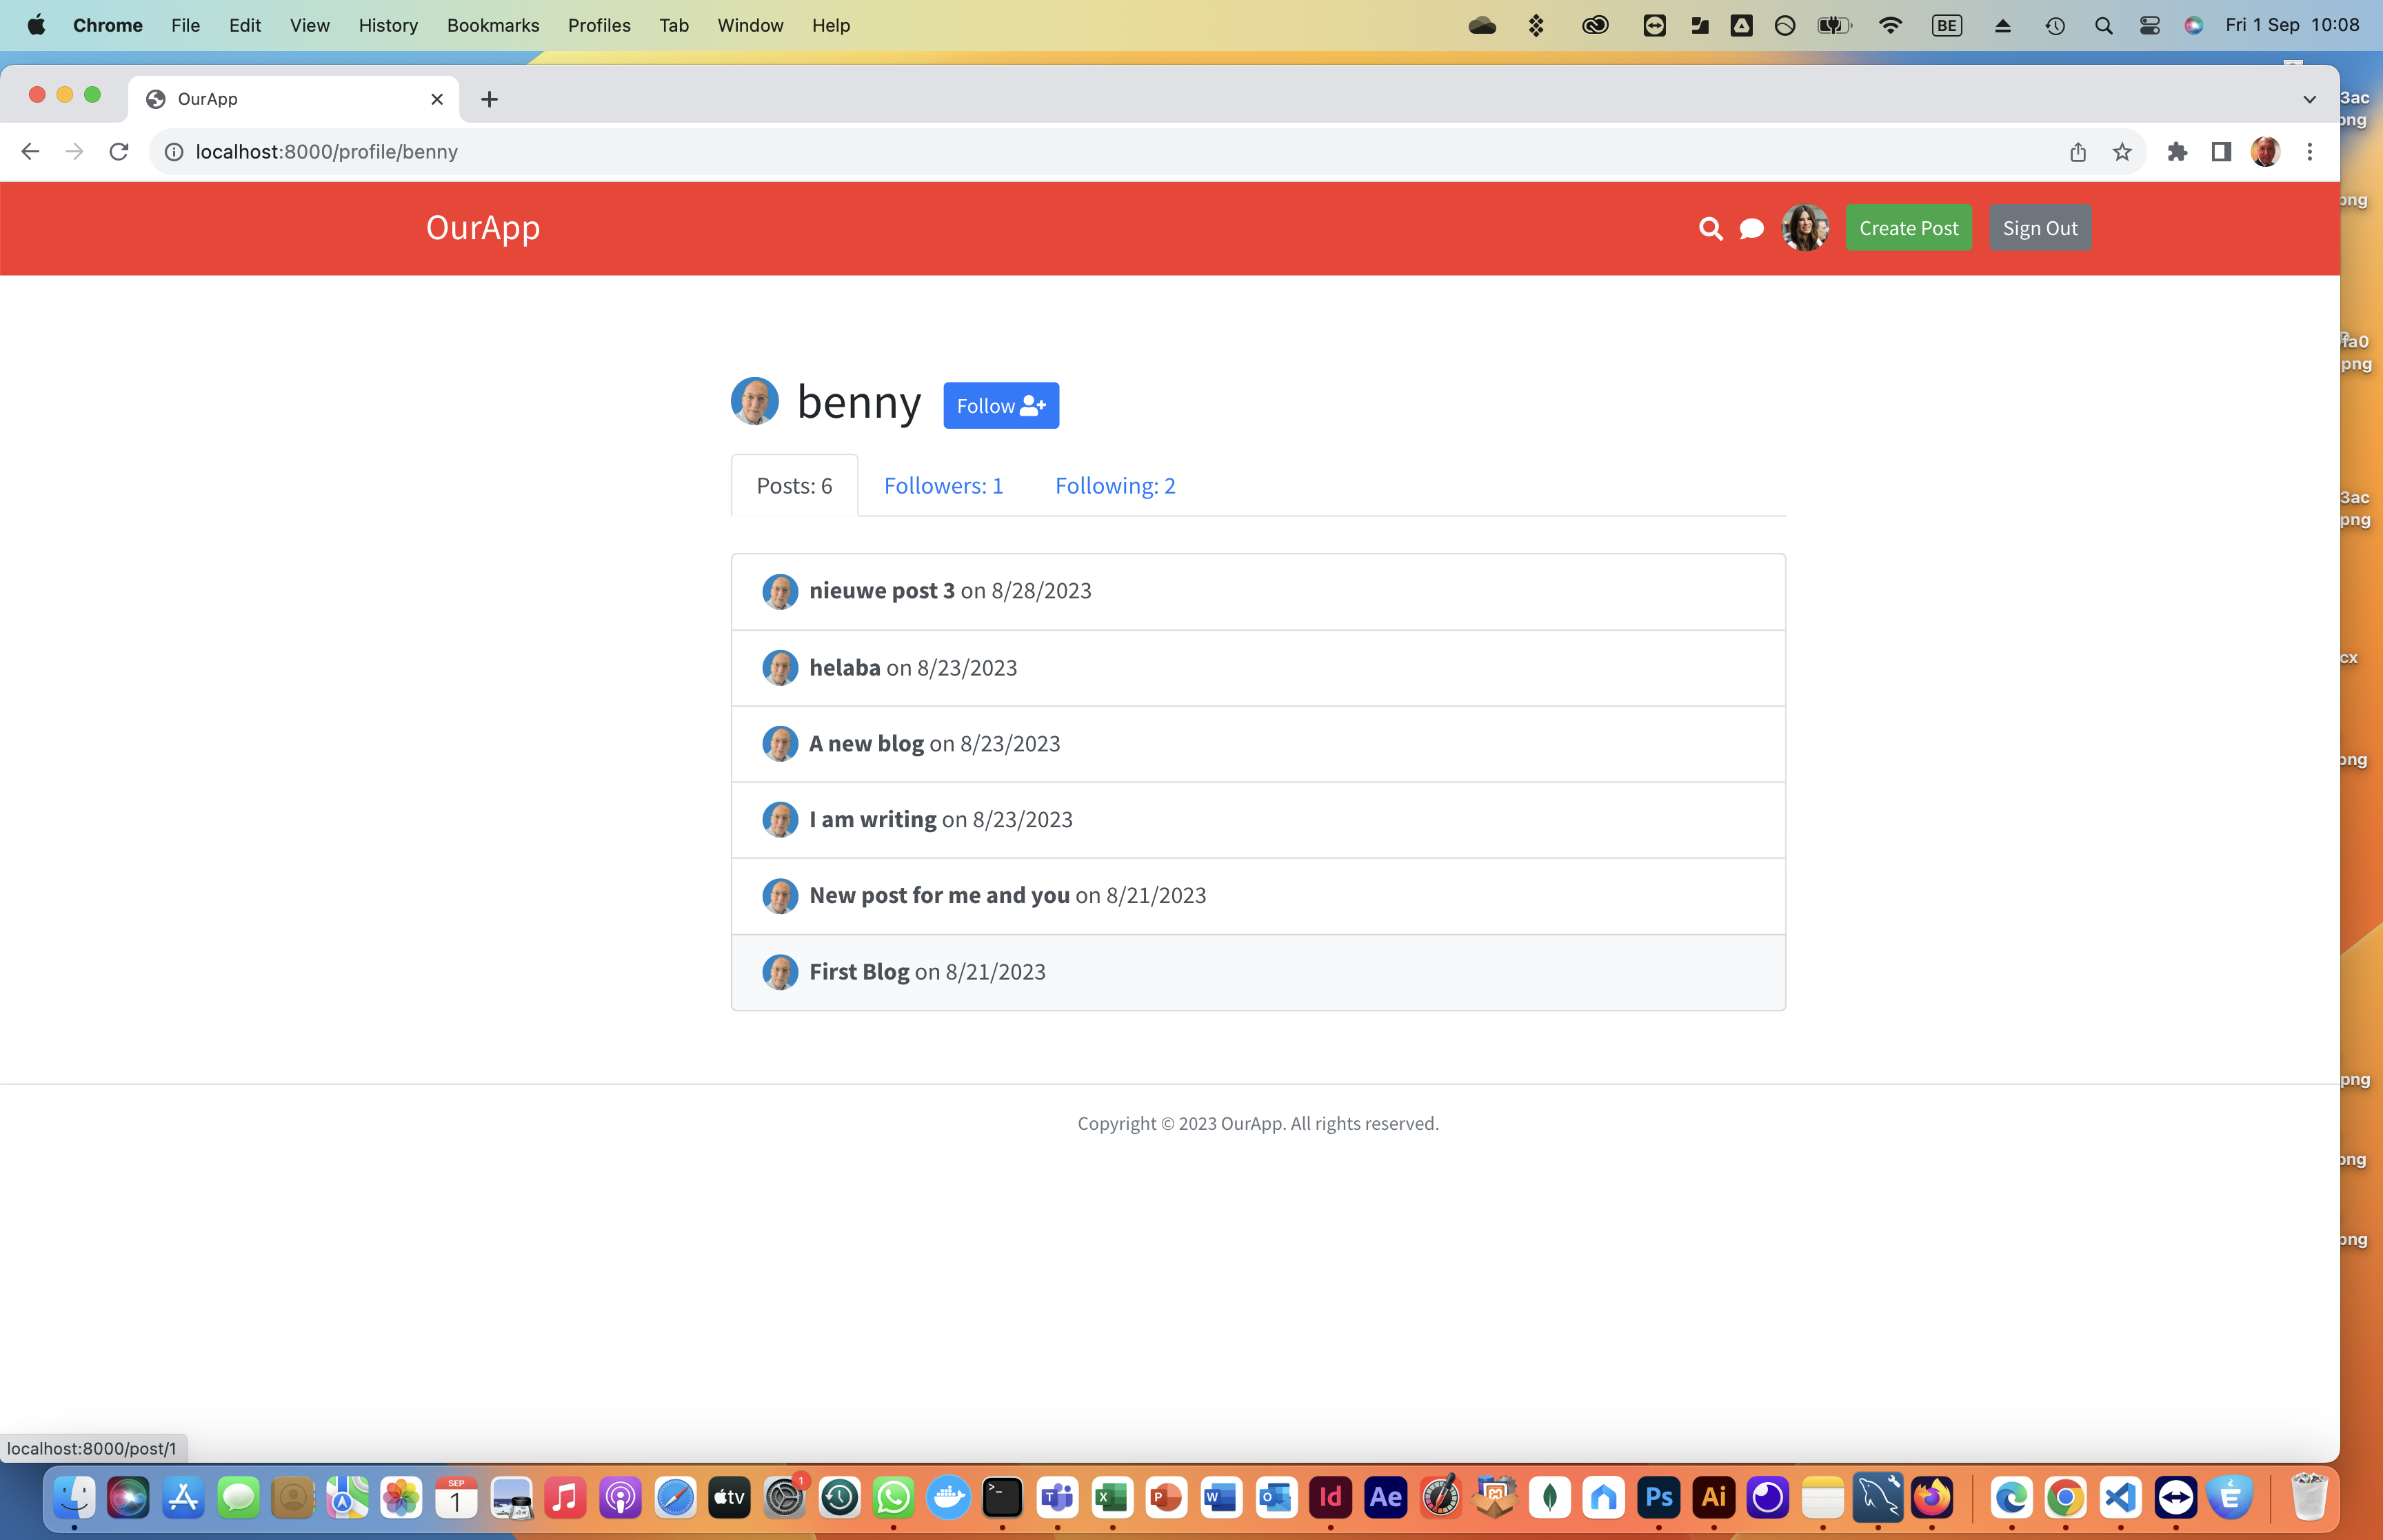 Chrome File Edit View History Bookmarks Profiles Tab Window Help BE Fri 1 Sep 10:08
OurApp
3ac
png
localhost:8000/profile/benny
png
OurApp Create Post Sign Out
fa0
png
benny Follow
Posts: 6 Followers: 1 Following: 2
3ac
png
nieuwe post 3 on 8/28/2023
helaba on 8/23/2023
cx
A new blog on 8/23/2023
png
I am writing on 8/23/2023
New post for me and you on 8/21/2023
First Blog on 8/21/2023
png
Copyright © 2023 OurApp. All rights reserved.
png
png
localhost:8000/post/1
SEP
1
tv
1
T
X
P
W
O
Id
Ae
Ps
Ai
E